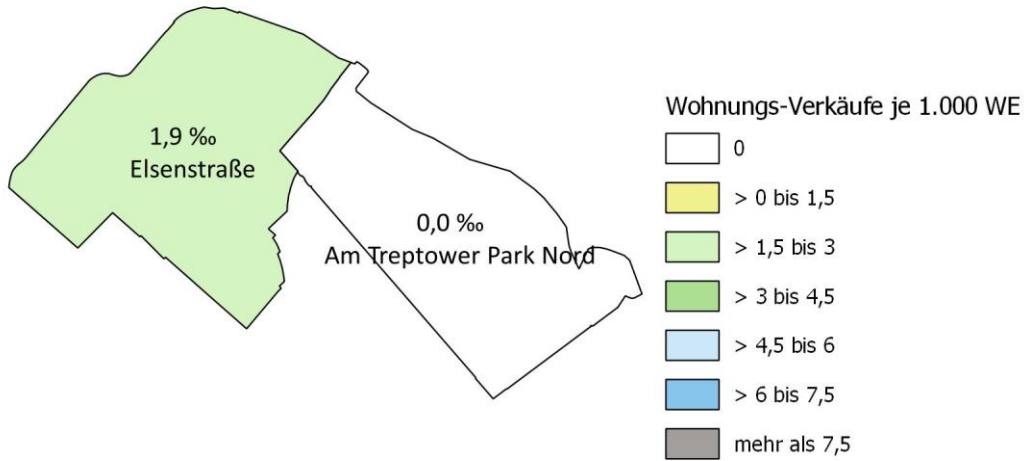 1,9 ‰
Elsenstraße
0,0 ‰
Am Treptower Park Nord
Wohnungs-Verkäufe je 1.000 WE
0
> 0 bis 1,5
> 1,5 bis 3
> 3 bis 4,5
> 4,5 bis 6
> 6 bis 7,5
mehr als 7,5